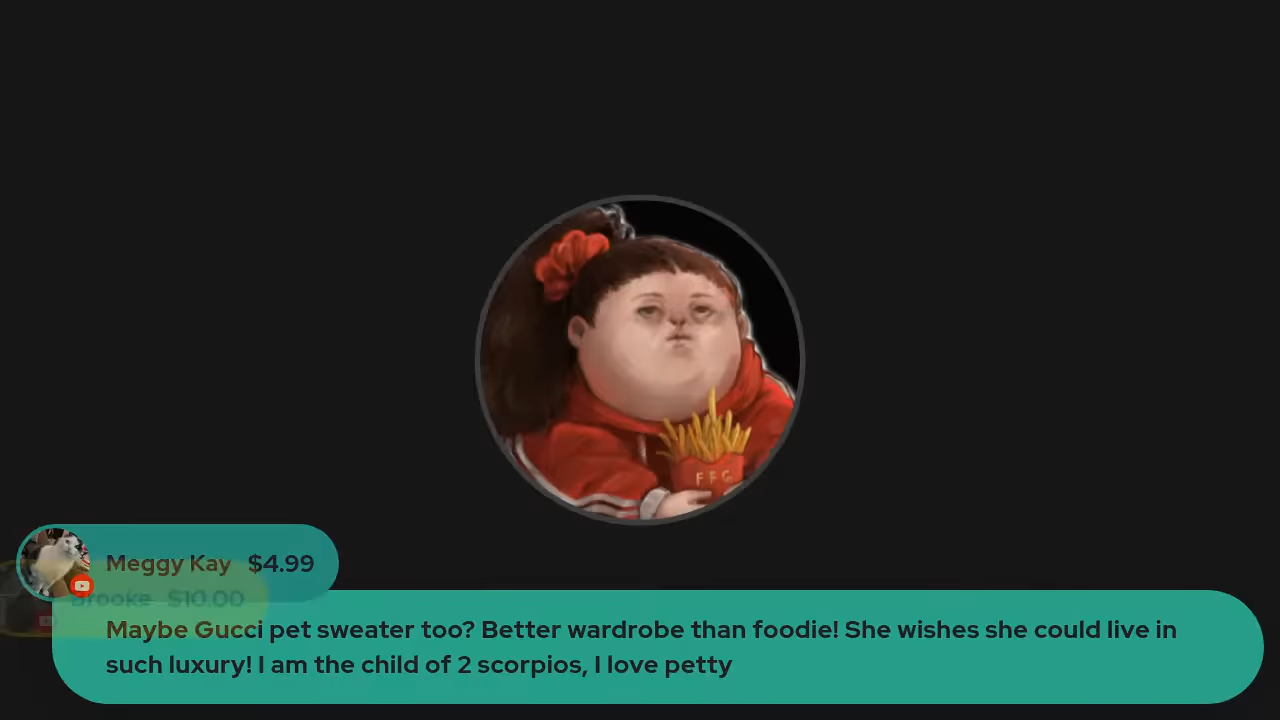 FFG
Meggy Kay $4.99
Brooke $10.00
Maybe Gucci pet sweater too? Better wardrobe than foodie! She wishes she could live in
such luxury! I am the child of 2 scorpios, I love petty